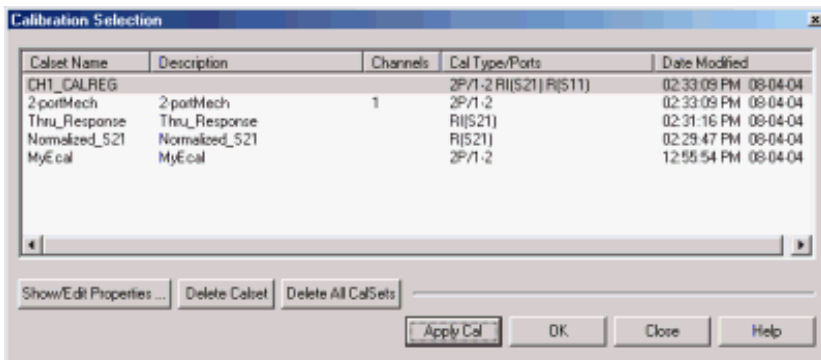 Calibration Selection
Calset Name Description Channels Cal Type/Ports Date Modified
CH1_CALREG 2P/1-2 RI(S21) R(S11) 02:33:09 PM 08-04-04
2-portMech 2-portMech 1 2P/1-2 02:33:09 PM 08-04-04
Thru_Response Thru_Response RI(S21) 02:31:16 PM 08-04-04
Normalized_S21 Normalized_S21 R(S21) 02:29:47 PM 08-04-04
MyEcal MyEcal 2P/1-2 12:55:54 PM 08-04-04
Show/Edit Properties ... Delete Calset Delete All CalSets
Apply Cal OK Close Help